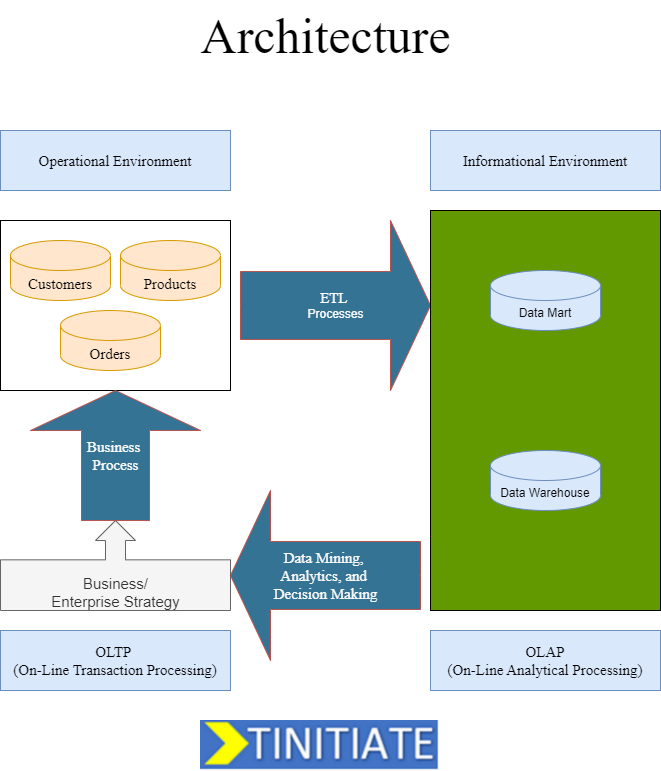 Architecture
Operational Environment
Informational Environment
Customers
Products
Orders
ETL
Processes
Data Mart
Business
Process
Data Warehouse
Data Mining,
Analytics, and
Decision Making
Business/
Enterprise Strategy
OLTP
(On-Line Transaction Processing)
OLAP
(On-Line Analytical Processing)
TINITIATE